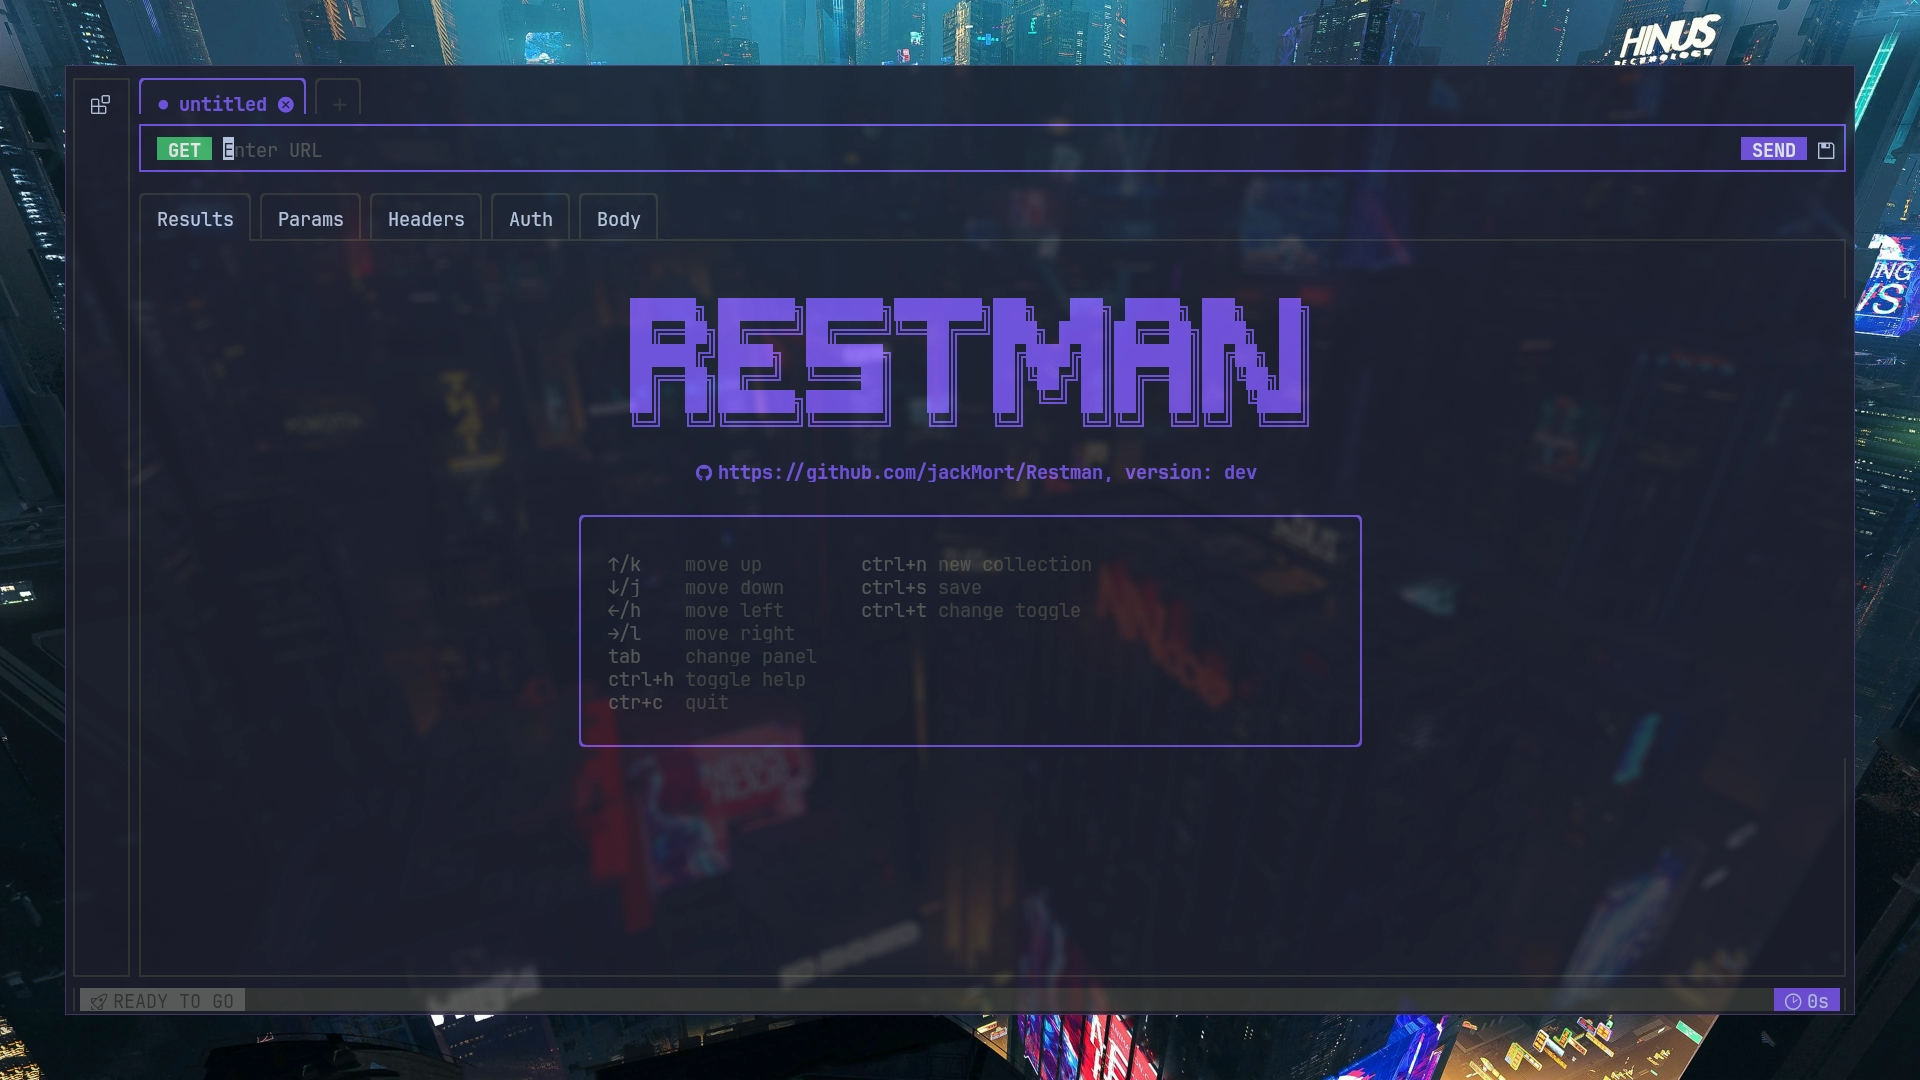 HINUS
TECHNOLOGY
● untitled
+
GET Enter URL SEND
Results Params Headers Auth Body
RESTMAN
https://github.com/jackMort/Restman, version: dev
↑/k move up ctrl+n new collection
↓/j move down ctrl+s save
←/h move left ctrl+t change toggle
→/l move right
tab change panel
ctrl+h toggle help
ctr+c quit
READY TO GO 0s